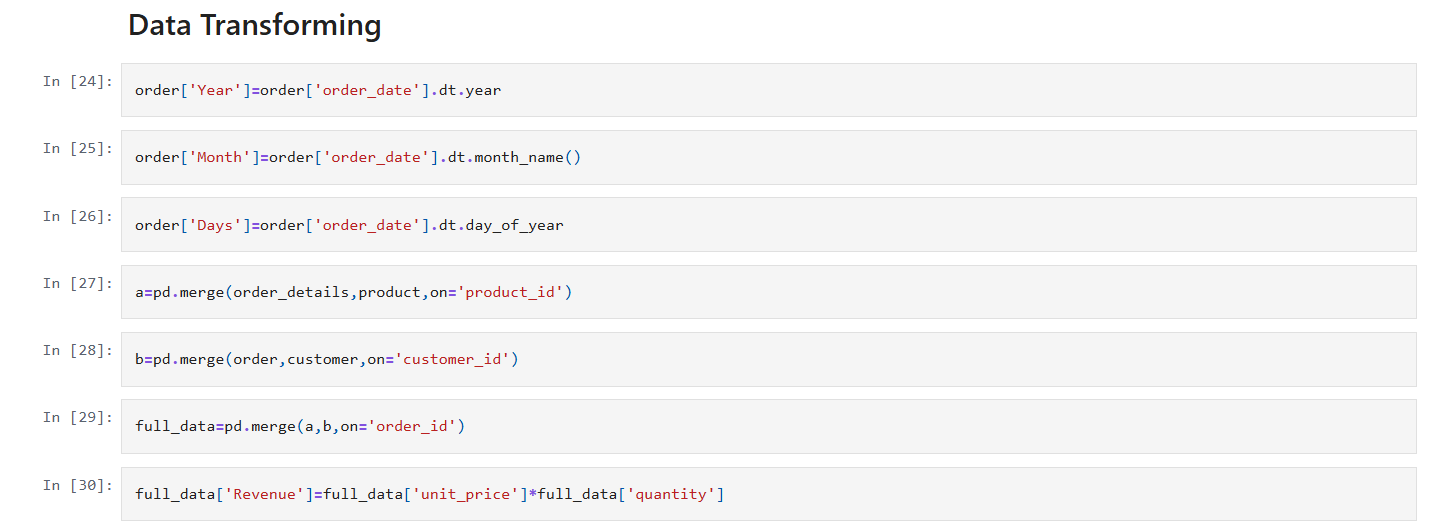 Data Transforming
In [24]: order['Year']=order['order_date'].dt.year
In [25]: order['Month']=order['order_date'].dt.month_name()
In [26]: order['Days']=order['order_date'].dt.day_of_year
In [27]: a=pd.merge(order_details,product,on='product_id')
In [28]: b=pd.merge(order,customer,on='customer_id')
In [29]: full_data=pd.merge(a,b,on='order_id')
In [30]: full_data['Revenue']=full_data['unit_price']*full_data['quantity']